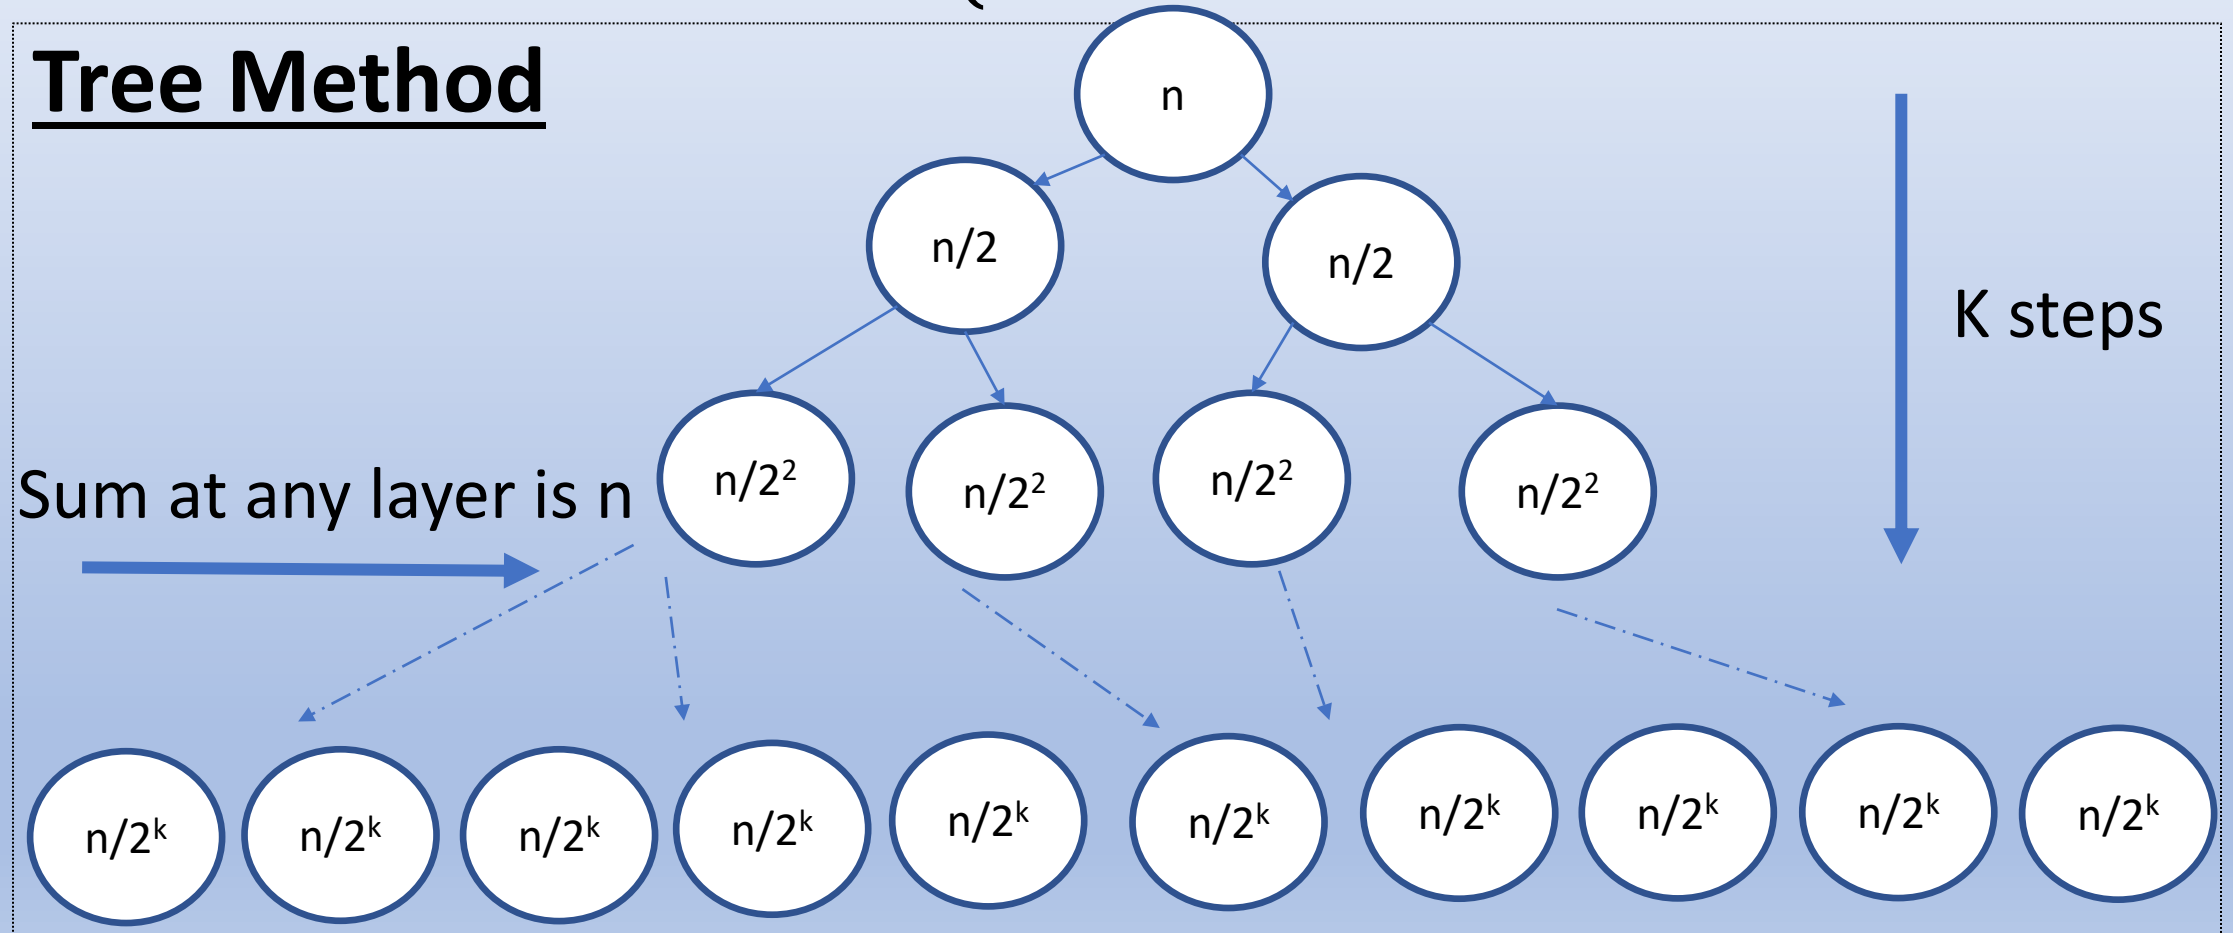 Tree Method
n
n/2
n/2
K steps
Sum at any layer is n
n/2²
n/2²
n/2²
n/2²
n/2ᵏ
n/2ᵏ
n/2ᵏ
n/2ᵏ
n/2ᵏ
n/2ᵏ
n/2ᵏ
n/2ᵏ
n/2ᵏ
n/2ᵏ